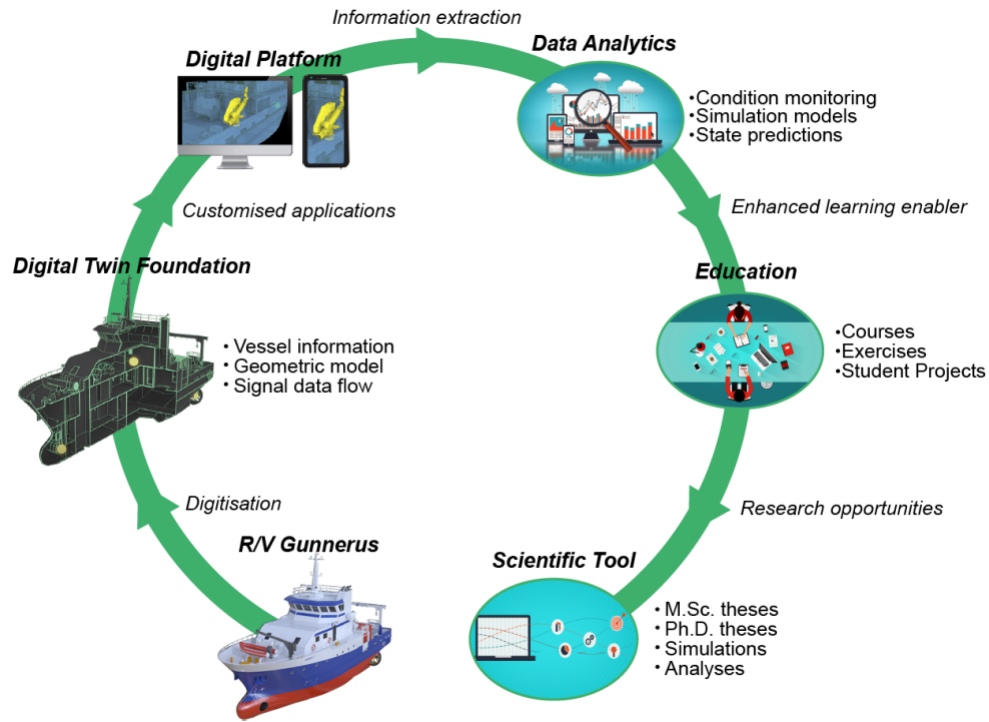 Information extraction
Digital Platform
Data Analytics
•Condition monitoring
•Simulation models
•State predictions
Customised applications
Enhanced learning enabler
Digital Twin Foundation
Education
• Vessel information
• Geometric model
• Signal data flow
•Courses
•Exercises
•Student Projects
Digitisation
Research opportunities
R/V Gunnerus
Scientific Tool
• M.Sc. theses
• Ph.D. theses
• Simulations
• Analyses